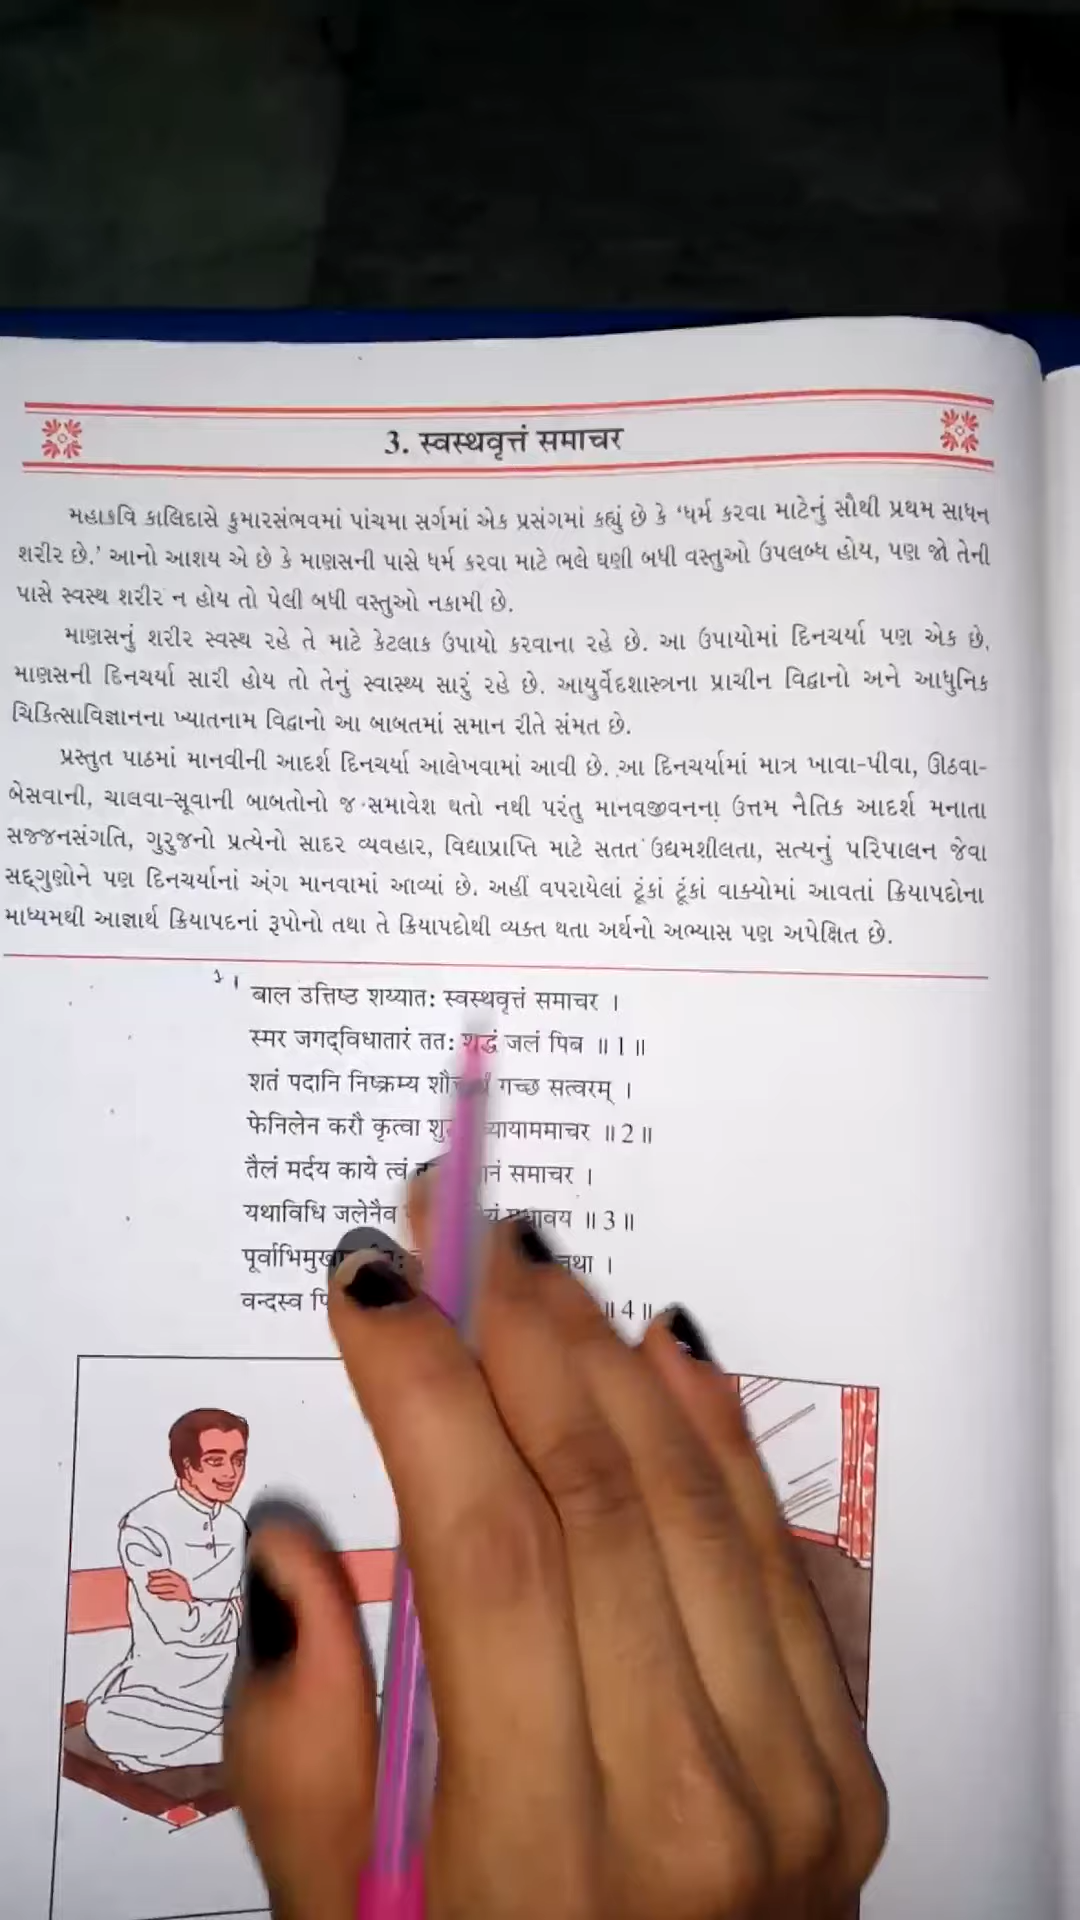 3. स्वस्थवृत्तं समाचर
મહાકવિ કાલિદાસે કુમારસંભવમાં પાંચમા સર્ગમાં એક પ્રસંગમાં કહ્યું છે કે ‘ધર્મ કરવા માટેનું સૌથી પ્રથમ સાધન
શરીર છે.’ આનો આશય એ છે કે માણસની પાસે ધર્મ કરવા માટે ભલે ઘણી બધી વસ્તુઓ ઉપલબ્ધ હોય, પણ જો તેની
પાસે સ્વસ્થ શરીર ન હોય તો પેલી બધી વસ્તુઓ નકામી છે.
માણસનું શરીર સ્વસ્થ રહે તે માટે કેટલાક ઉપાયો કરવાના રહે છે. આ ઉપાયોમાં દિનચર્યા પણ એક છે.
માણસની દિનચર્યા સારી હોય તો તેનું સ્વાસ્થ્ય સારું રહે છે. આયુર્વેદશાસ્ત્રના પ્રાચીન વિદ્વાનો અને આધુનિક
ચિકિત્સાવિજ્ઞાનના ખ્યાતનામ વિદ્વાનો આ બાબતમાં સમાન રીતે સંમત છે.
પ્રસ્તુત પાઠમાં માનવીની આદર્શ દિનચર્યા આલેખવામાં આવી છે. આ દિનચર્યામાં માત્ર ખાવા-પીવા, ઊઠવા-
બેસવાની, ચાલવા-સૂવાની બાબતોનો જ સમાવેશ થતો નથી પરંતુ માનવજીવનના ઉત્તમ નૈતિક આદર્શ મનાતા
સજ્જનસંગતિ, ગુરુજનો પ્રત્યેનો સાદર વ્યવહાર, વિદ્યાપ્રાપ્તિ માટે સતત ઉદ્યમશીલતા, સત્યનું પરિપાલન જેવા
સદ્ગુણોને પણ દિનચર્યાનાં અંગ માનવામાં આવ્યાં છે. અહીં વપરાયેલાં ટૂંકાં ટૂંકાં વાક્યોમાં આવતાં ક્રિયાપદોના
માધ્યમથી આજ્ઞાર્થ ક્રિયાપદનાં રૂપોનો તથા તે ક્રિયાપદોથી વ્યક્ત થતા અર્થનો અભ્યાસ પણ અપેક્ષિત છે.
बाल उत्तिष्ठ शय्यात: स्वस्थवृत्तं समाचर ।
स्मर जगद्विधातारं तत: शुद्धं जलं पिब ॥ 1 ॥
शतं पदानि निष्क्रम्य गच्छ सत्वरम् ।
फेनिलेन करौ कृत्वा व्यायाममाचर ॥ 2 ॥
तैलं मर्दय काये त्वं समाचर ।
यथाविधि जलेनैव ॥ 3 ॥
तथा ।
वन्दस्व ॥ 4 ॥